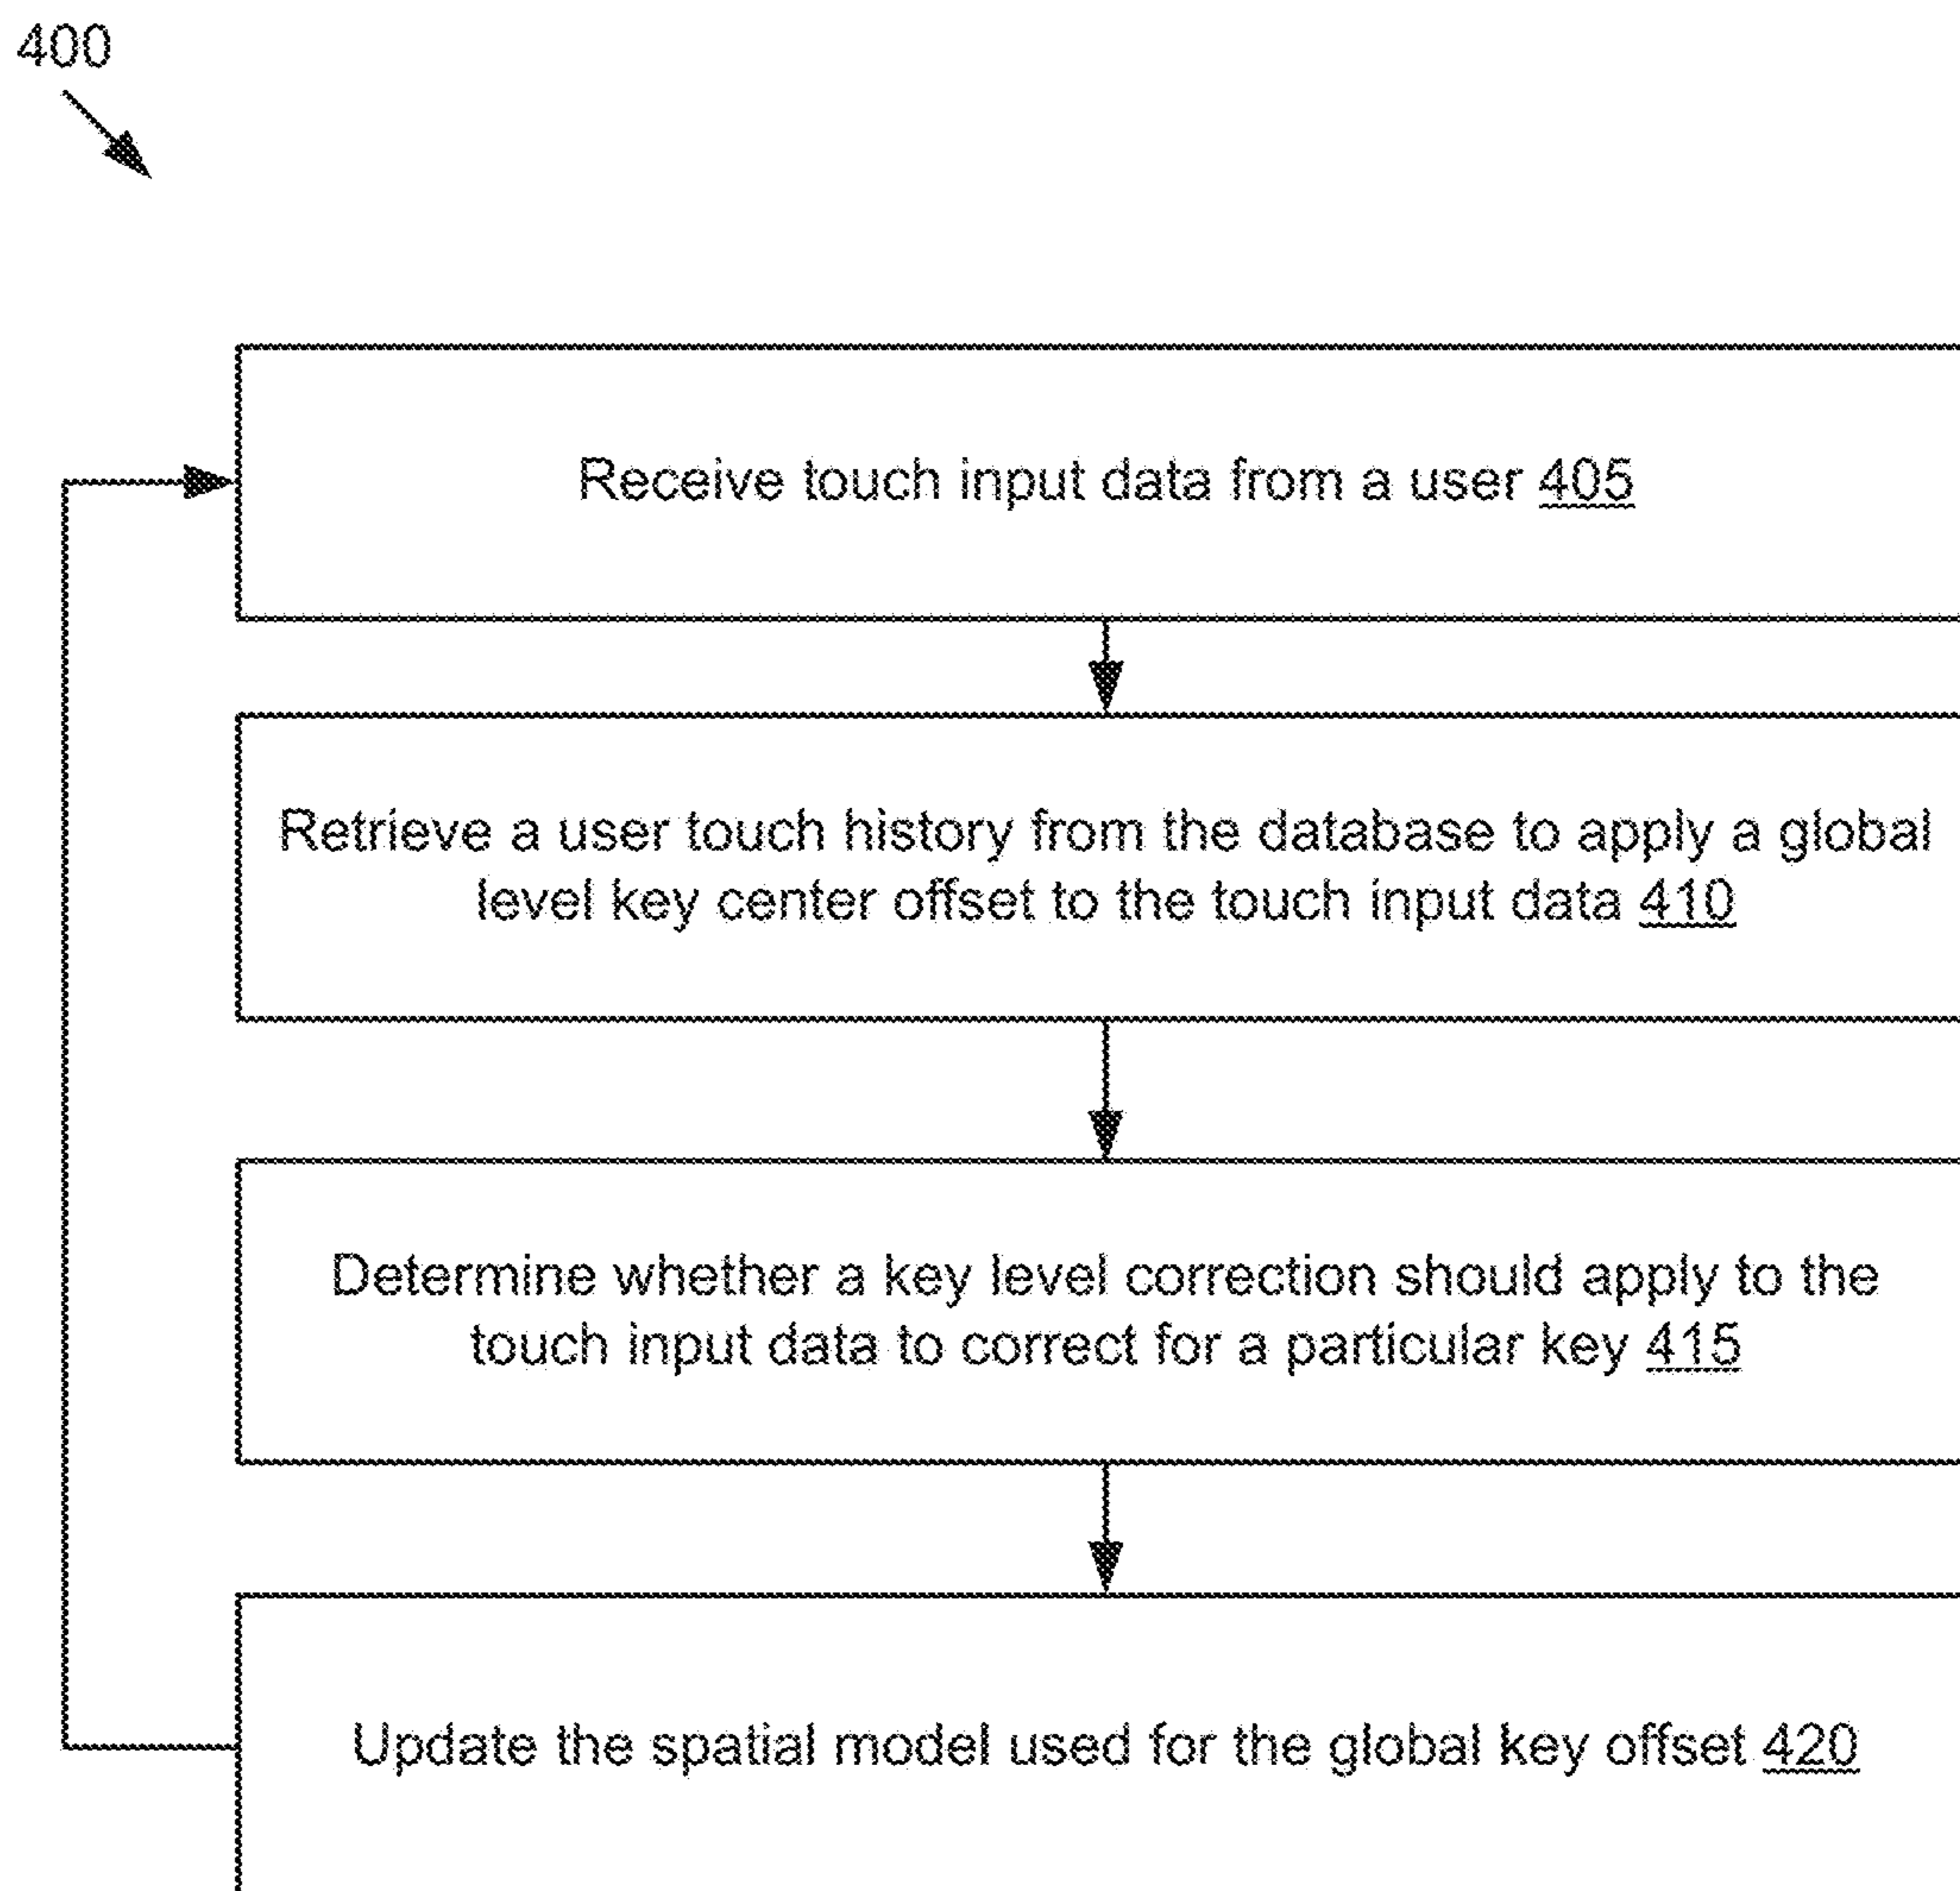 400
Receive touch input data from a user 405
Retrieve a user touch history from the database to apply a global
level key center offset to the touch input data 410
Determine whether a key level correction should apply to the
touch input data to correct for a particular key 415
Update the spatial model used for the global key offset 420